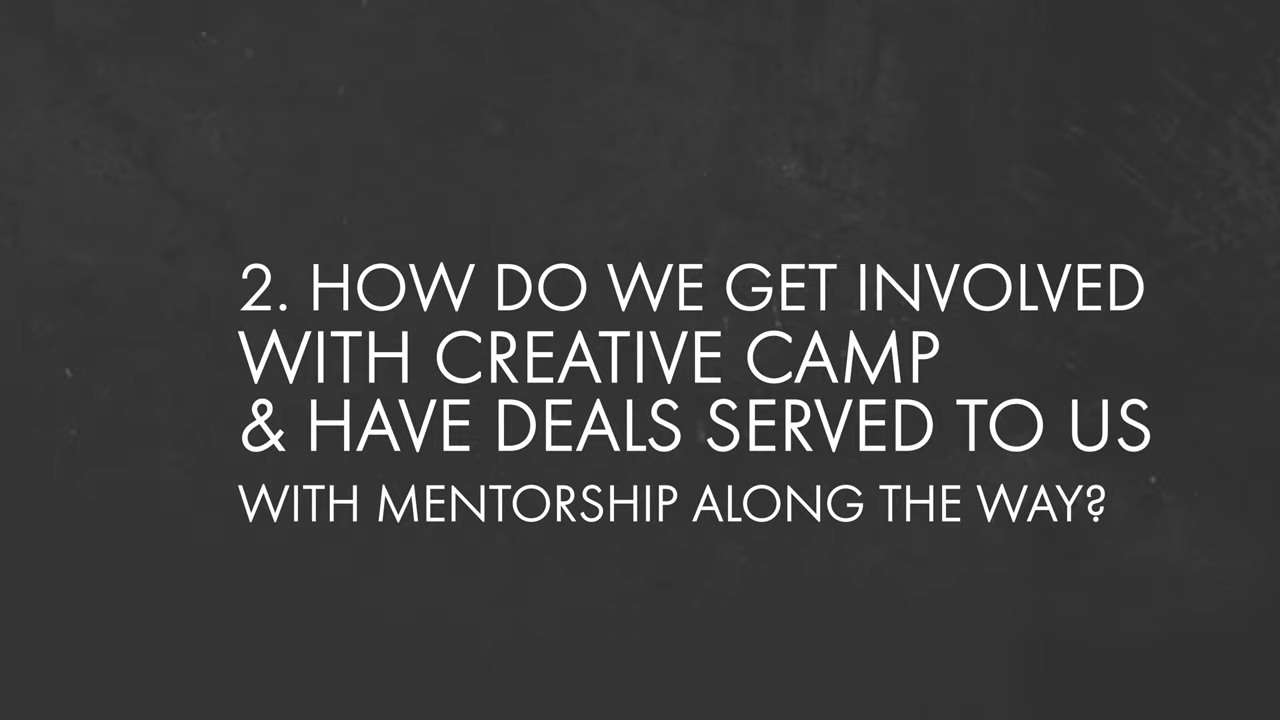 2. HOW DO WE GET INVOLVED
WITH CREATIVE CAMP
& HAVE DEALS SERVED TO US
WITH MENTORSHIP ALONG THE WAY?